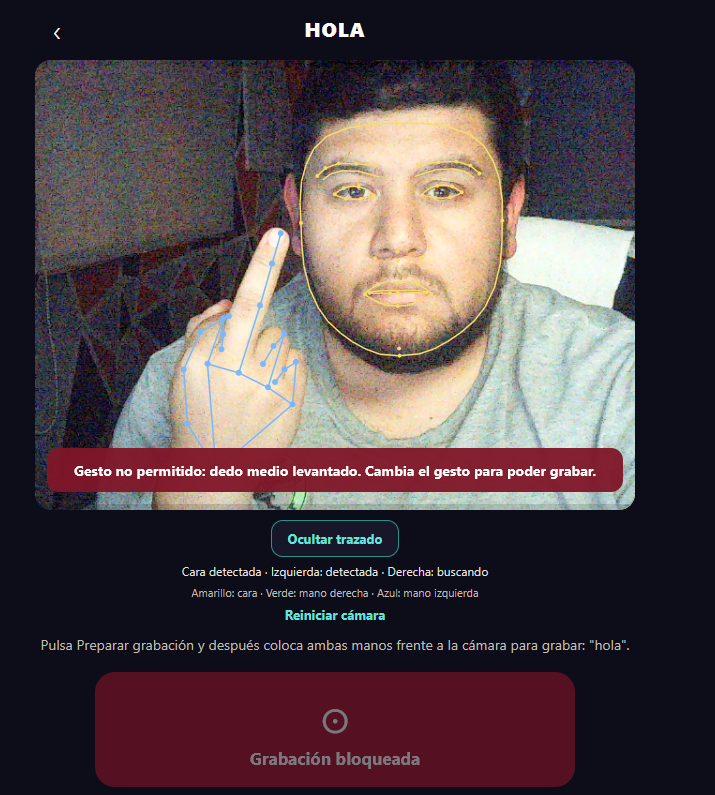 ‹ HOLA
Gesto no permitido: dedo medio levantado. Cambia el gesto para poder grabar.
Ocultar trazado
Cara detectada · Izquierda: detectada · Derecha: buscando
Amarillo: cara · Verde: mano derecha · Azul: mano izquierda
Reiniciar cámara
Pulsa Preparar grabación y después coloca ambas manos frente a la cámara para grabar: "hola".
Grabación bloqueada